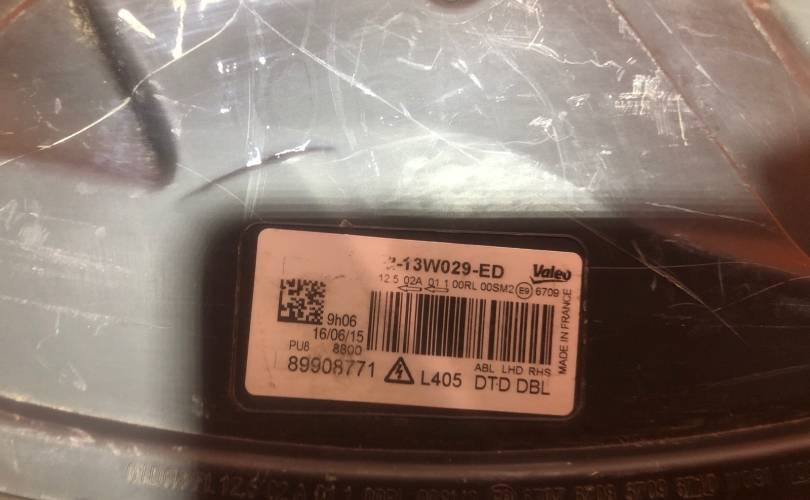 -13W029-ED Valeo
12.5 02A 01 1 00RL 00SM2 E9 6709
MADE IN FRANCE
9h06
16/06/15
PU8 8800
ABL LHD RHS
89908771 L405 DTD DBL